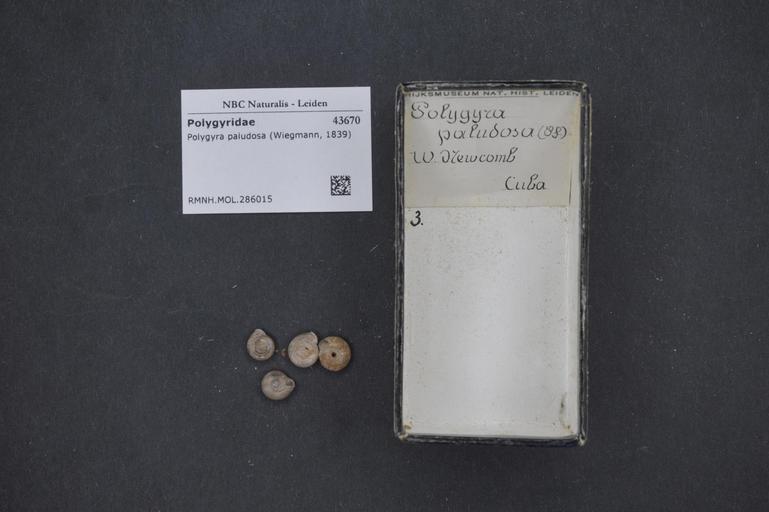 NBC Naturalis - Leiden
Polygyridae 43670
Polygyra paludosa (Wiegmann, 1839)
RMNH.MOL.286015
RIJKSMUSEUM NAT. HIST. LEIDEN
Polygyra
paludosa
W. Newcomb
Cuba
3.